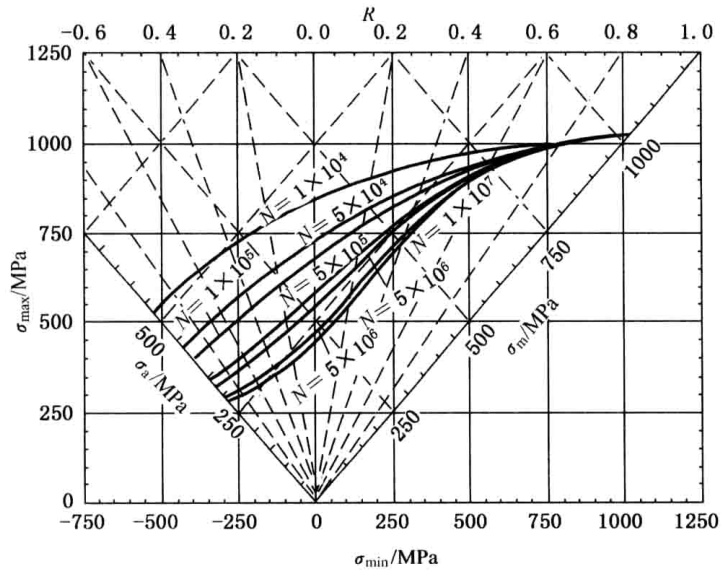 R
-0.6 -0.4 -0.2 0.0 0.2 0.4 0.6 0.8 1.0
1250
1000
750
500
250
0
σmax/MPa
-750 -500 -250 0 250 500 750 1000 1250
σmin/MPa
500
250
σa/MPa
250
500
750
1000
σm/MPa
N = 1×10⁴
N = 5×10⁴
N = 1×10⁵
N = 5×10⁵
N = 1×10⁷
N = 5×10⁶
N = 5×10⁶